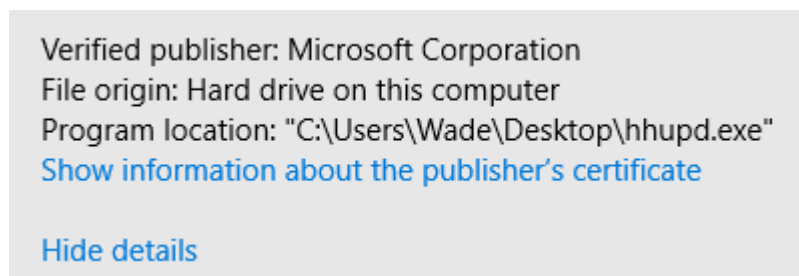 Verified publisher: Microsoft Corporation
File origin: Hard drive on this computer
Program location: "C:\Users\Wade\Desktop\hhupd.exe"
Show information about the publisher’s certificate
Hide details